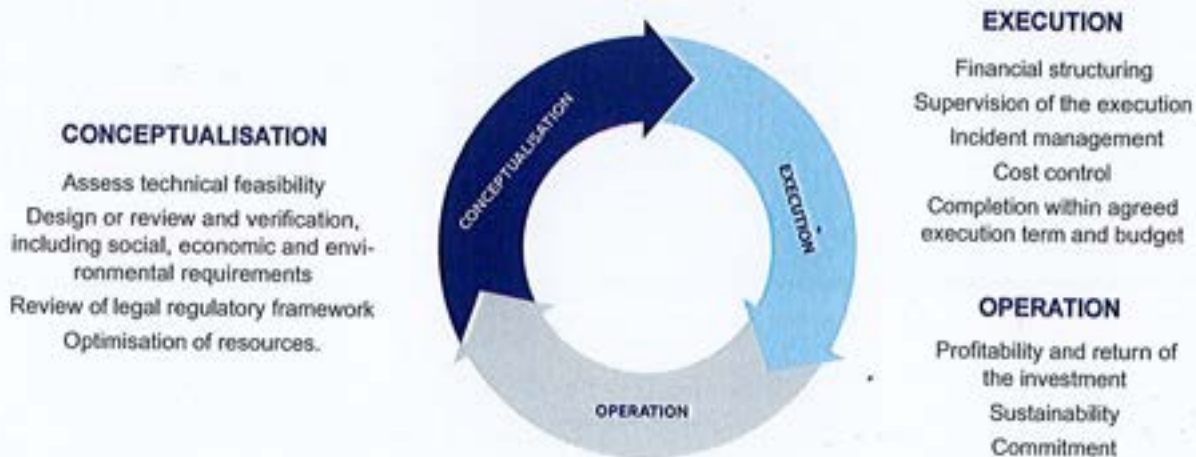 CONCEPTUALISATION
Assess technical feasibility
Design or review and verification,
including social, economic and envi-
ronmental requirements
Review of legal regulatory framework
Optimisation of resources.
CONCEPTUALISATION
EXECUTION
OPERATION
EXECUTION
Financial structuring
Supervision of the execution
Incident management
Cost control
Completion within agreed
execution term and budget
OPERATION
Profitability and return of
the investment
Sustainability
Commitment